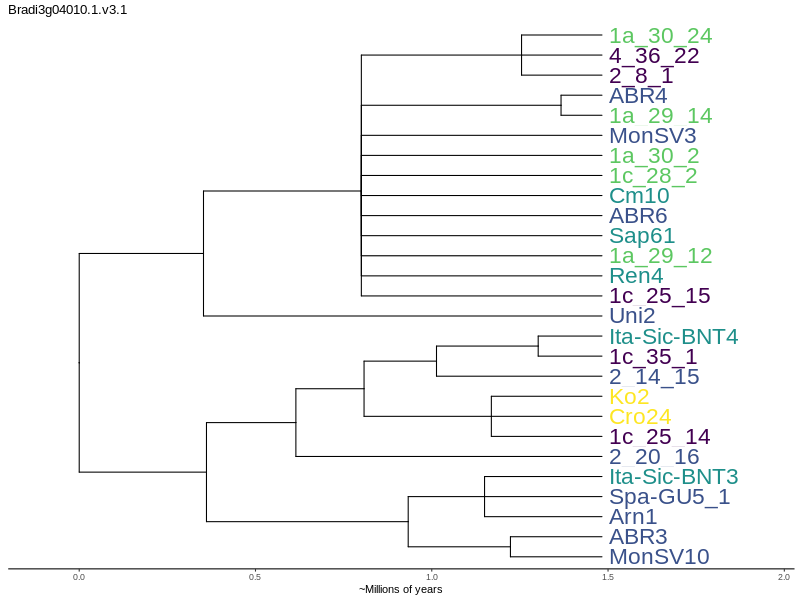 Bradi3g04010.1.v3.1
1a_30_24
4_36_22
2_8_1
ABR4
1a_29_14
MonSV3
1a_30_2
1c_28_2
Cm10
ABR6
Sap61
1a_29_12
Ren4
1c_25_15
Uni2
Ita-Sic-BNT4
1c_35_1
2_14_15
Ko2
Cro24
1c_25_14
2_20_16
Ita-Sic-BNT3
Spa-GU5_1
Arn1
ABR3
MonSV10
0.0 0.5 1.0 1.5 2.0
~Millions of years